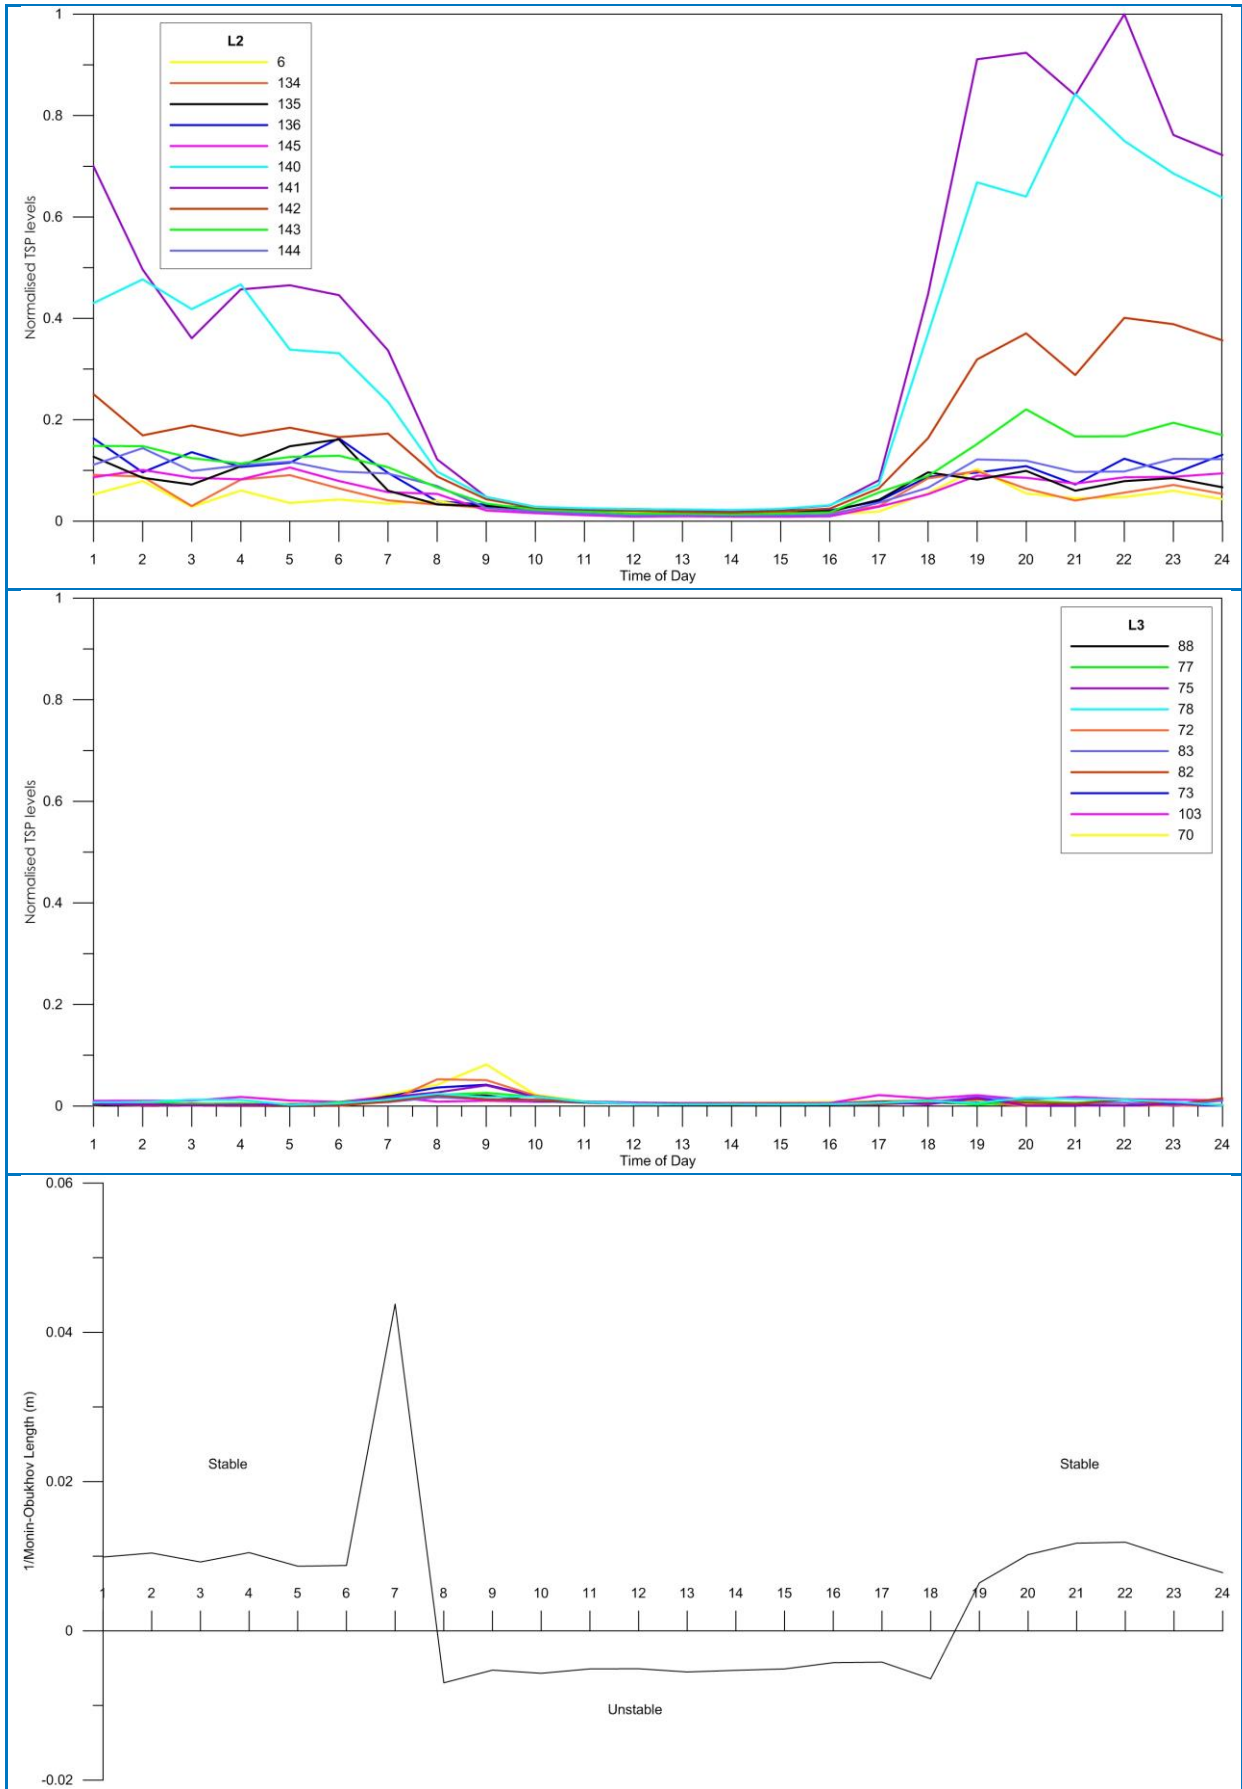 1
L2
6
134
135
0.8
136
145
140
141
142
0.6
143
144
Normalised TSP levels
0.4
0.2
0
1 2 3 4 5 6 7 8 9 10 11 12 13 14 15 16 17 18 19 20 21 22 23 24
Time of Day
1
L3
88
77
75
0.8
78
72
83
82
73
103
70
0.6
Normalised TSP levels
0.4
0.2
0
1 2 3 4 5 6 7 8 9 10 11 12 13 14 15 16 17 18 19 20 21 22 23 24
Time of Day
0.06
0.04
1/Monin-Obukhov Length (m)
Stable
Stable
0.02
1 2 3 4 5 6 7 8 9 10 11 12 13 14 15 16 17 18 19 20 21 22 23 24
0
Unstable
-0.02